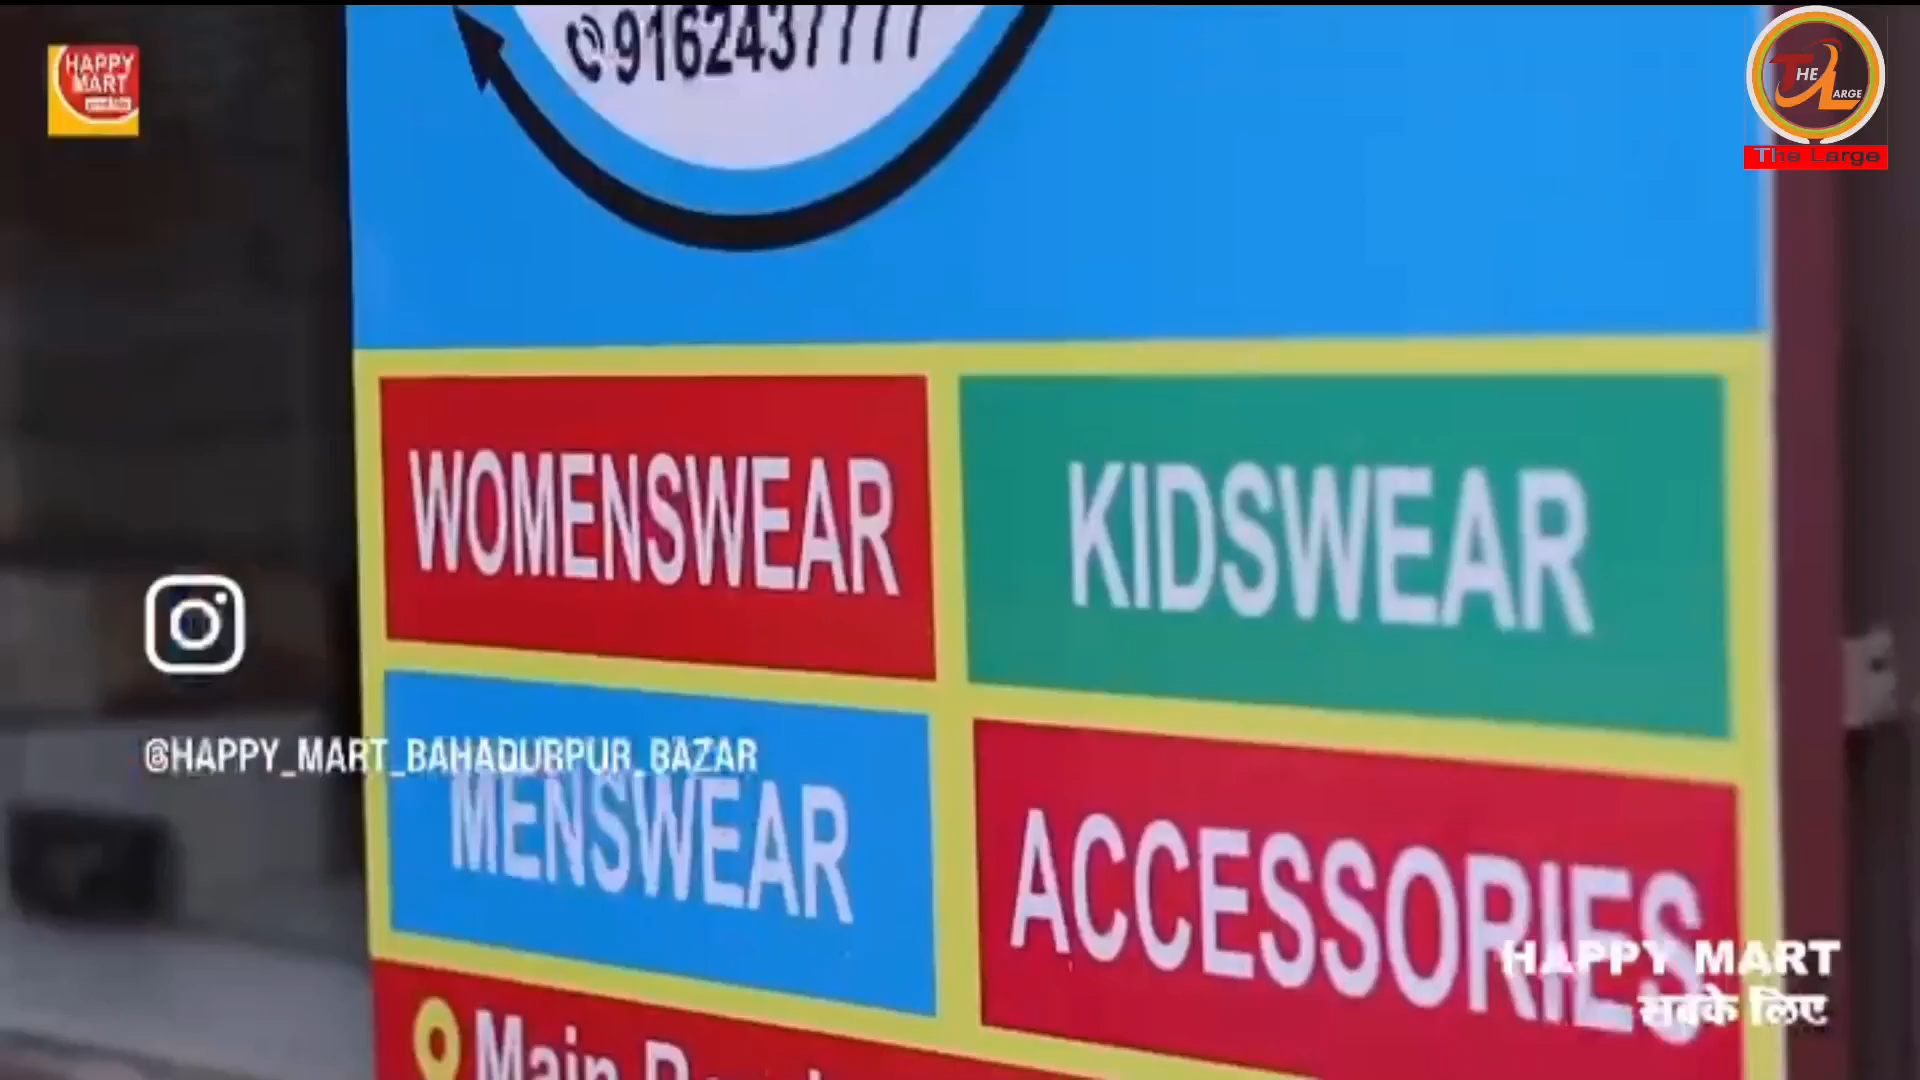 9162437777
HAPPY
MART
THE
LARGE
The Large
WOMENSWEAR
KIDSWEAR
@HAPPY_MART_BAHADURPUR_BAZAR
MENSWEAR
ACCESSORIES
HAPPY MART
सबके लिए
Main